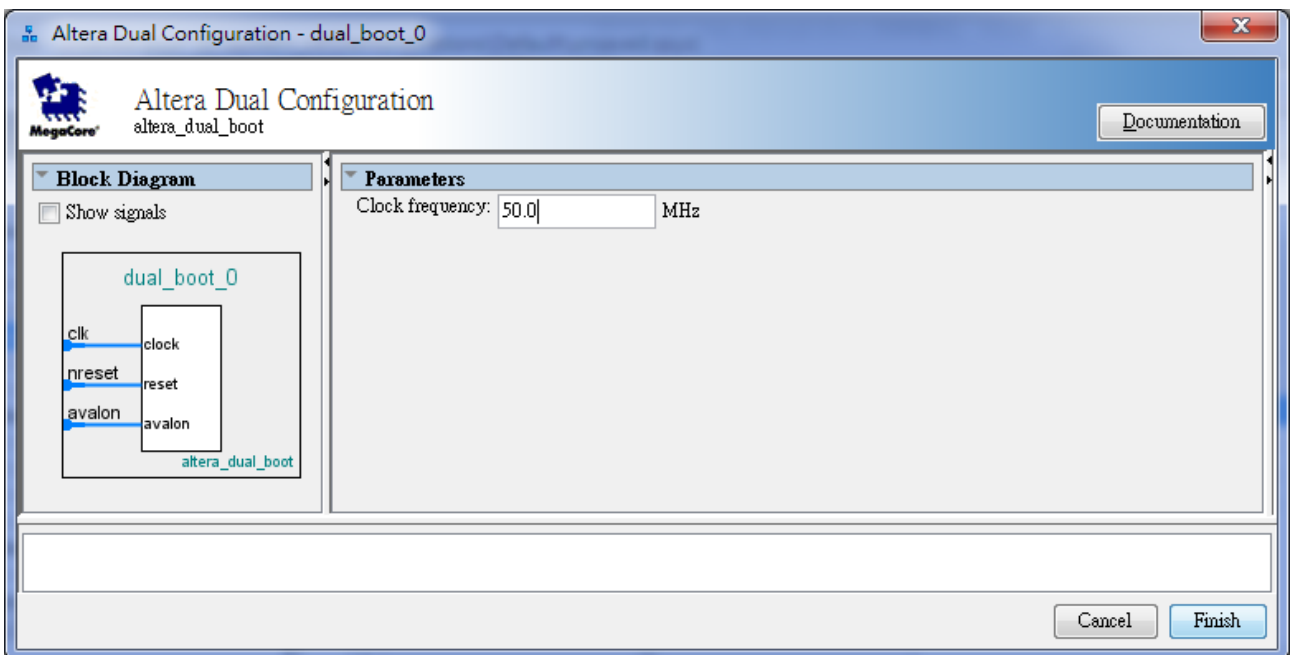 Altera Dual Configuration - dual_boot_0
MegaCore®
Altera Dual Configuration
altera_dual_boot
Documentation
Block Diagram
Show signals
dual_boot_0
clk
clock
nreset
reset
avalon
avalon
altera_dual_boot
Parameters
Clock frequency: 50.0 MHz
Cancel
Finish